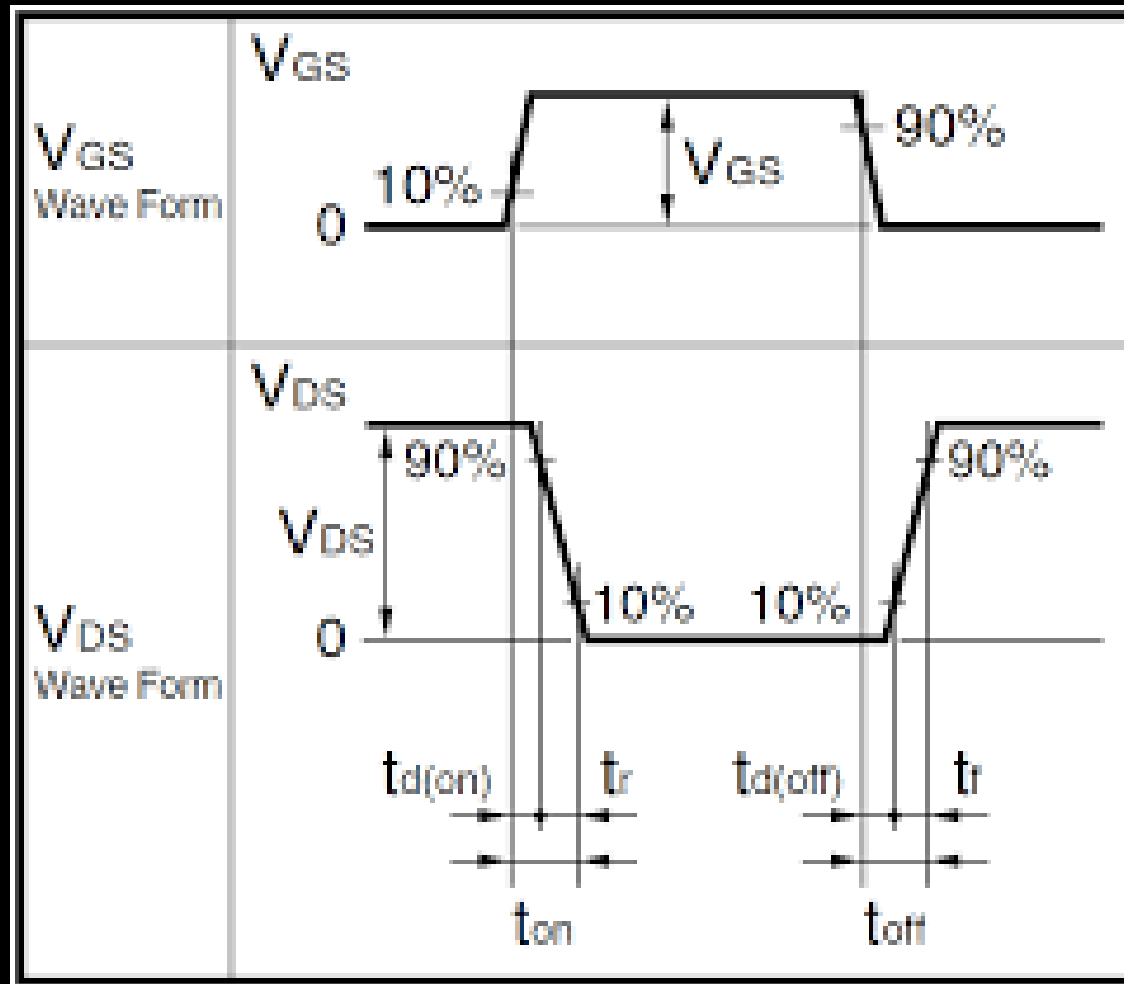 VGS
Wave Form
VGS
10%
0
VGS
90%
VDS
Wave Form
VDS
90%
VDS
0
10%
10%
90%
td(on)
tr
td(off)
tf
ton
toff